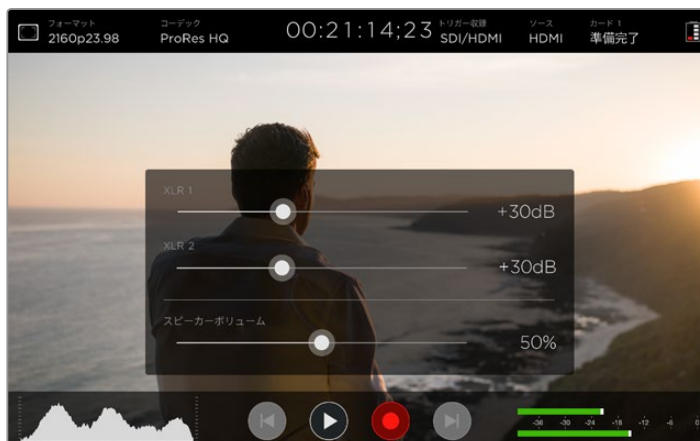 フォーマット
2160p23.98
コーデック
ProRes HQ
00:21:14;23
トリガー収録
SDI/HDMI
ソース
HDMI
カード 1
準備完了
XLR 1
+30dB
XLR 2
+30dB
スピーカーボリューム
50%
-36 -30 -24 -18 -12 -6